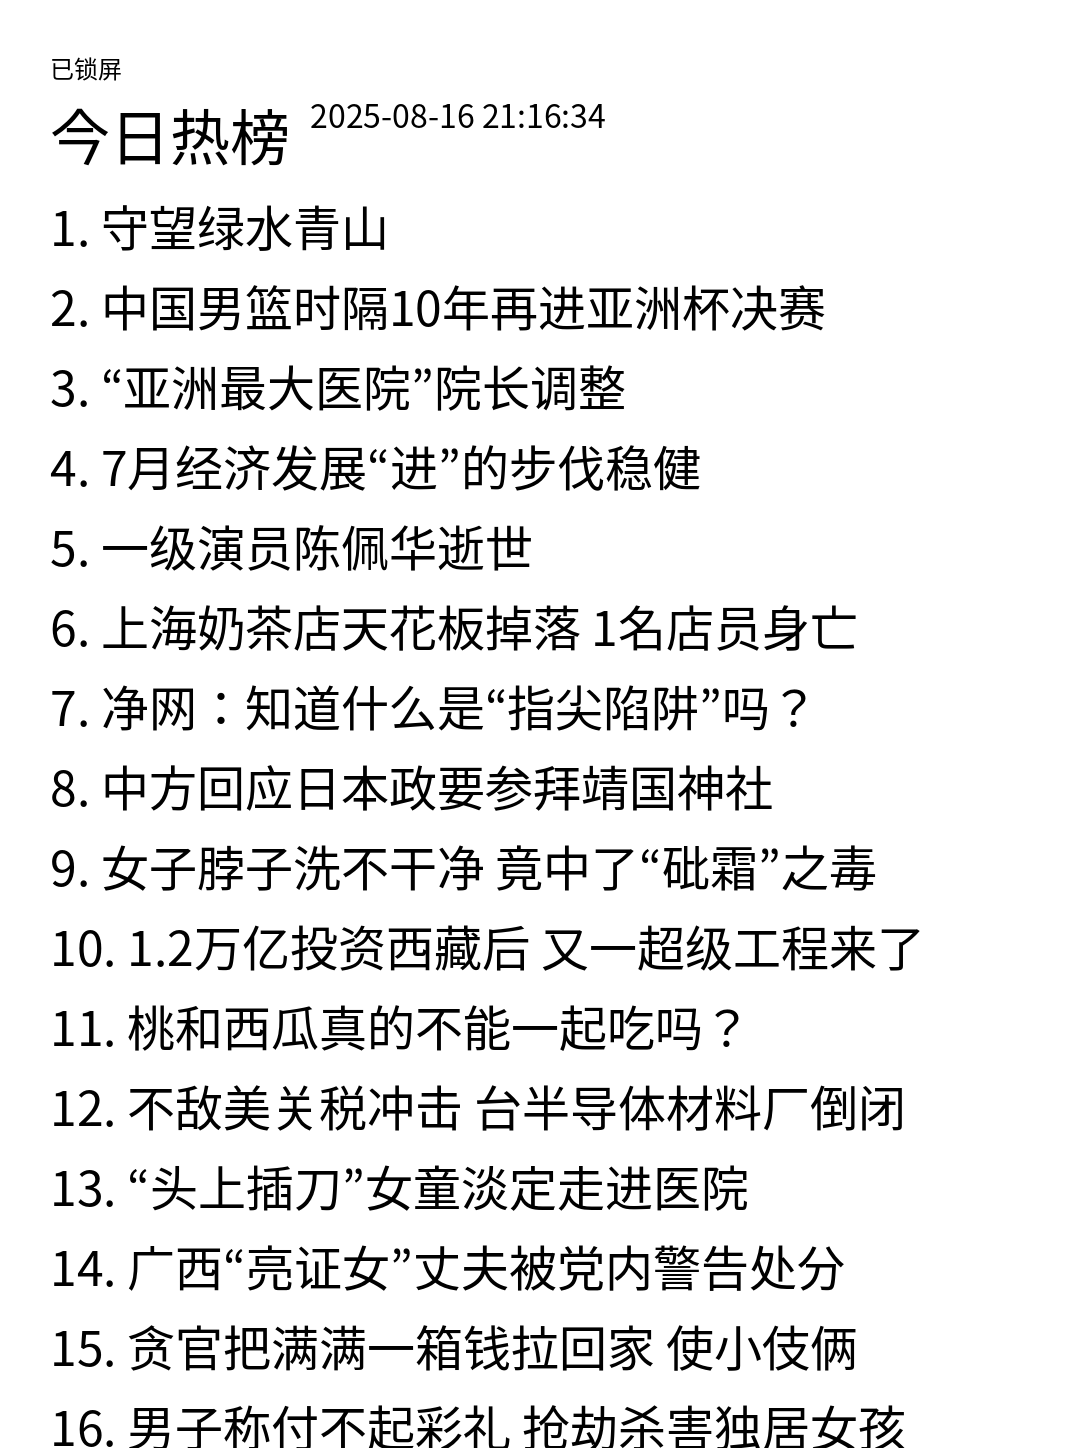 已锁屏
今日热榜 2025-08-16 21:16:34
1. 守望绿水青山
2. 中国男篮时隔10年再进亚洲杯决赛
3. “亚洲最大医院”院长调整
4. 7月经济发展“进”的步伐稳健
5. 一级演员陈佩华逝世
6. 上海奶茶店天花板掉落 1名店员身亡
7. 净网：知道什么是“指尖陷阱”吗？
8. 中方回应日本政要参拜靖国神社
9. 女子脖子洗不干净 竟中了“砒霜”之毒
10. 1.2万亿投资西藏后 又一超级工程来了
11. 桃和西瓜真的不能一起吃吗？
12. 不敌美关税冲击 台半导体材料厂倒闭
13. “头上插刀”女童淡定走进医院
14. 广西“亮证女”丈夫被党内警告处分
15. 贪官把满满一箱钱拉回家 使小伎俩
16. 男子称付不起彩礼 抢劫杀害独居女孩